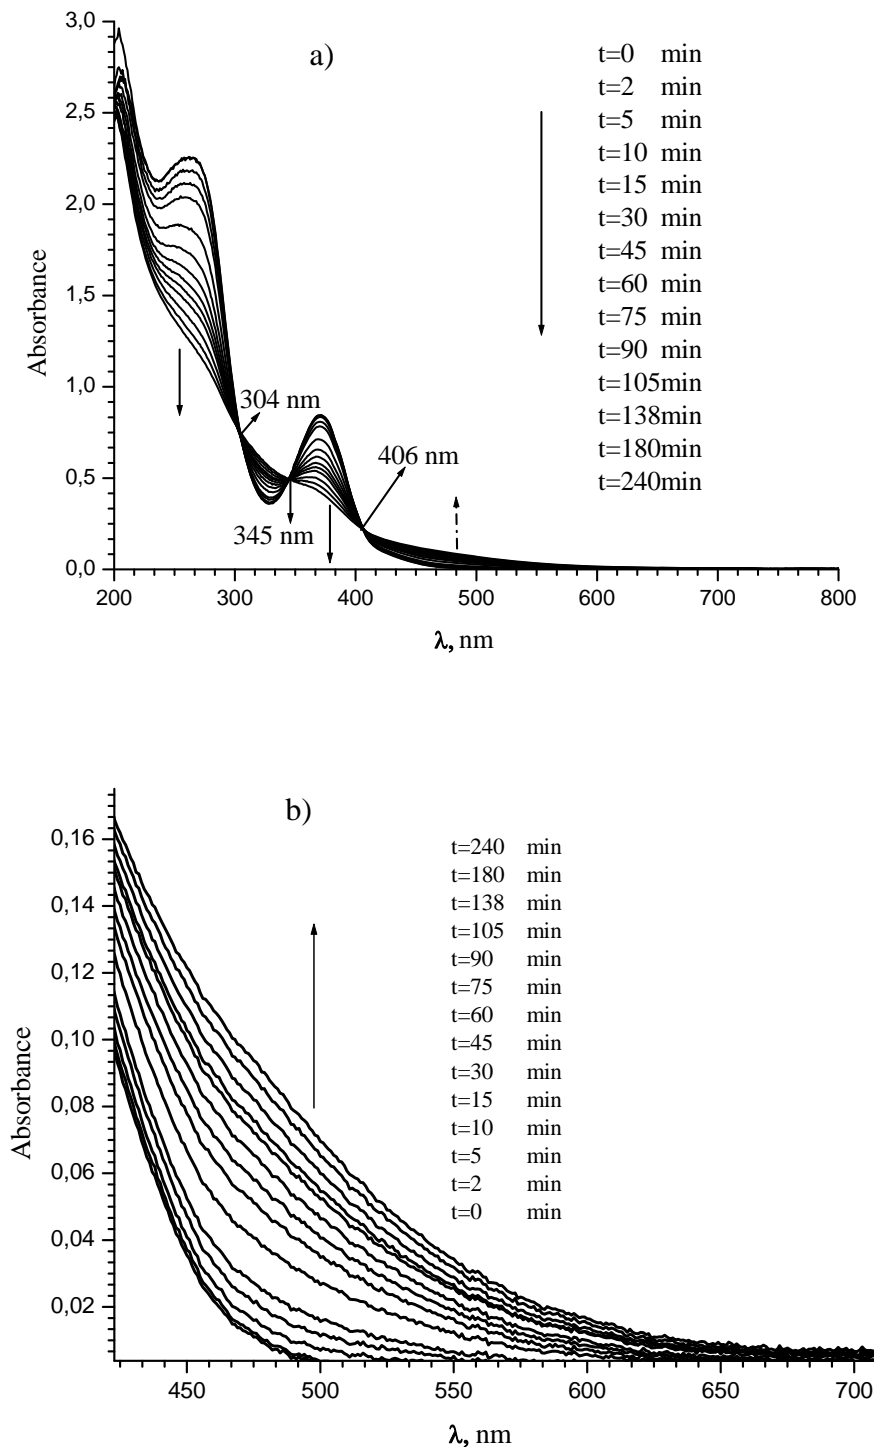 a)
3,0
2,5
2,0
1,5
1,0
0,5
0,0
Absorbance
t=0 min
t=2 min
t=5 min
t=10 min
t=15 min
t=30 min
t=45 min
t=60 min
t=75 min
t=90 min
t=105min
t=138min
t=180min
t=240min
304 nm
406 nm
345 nm
200 300 400 500 600 700 800
λ, nm
b)
0,16
0,14
0,12
0,10
0,08
0,06
0,04
0,02
Absorbance
t=240 min
t=180 min
t=138 min
t=105 min
t=90 min
t=75 min
t=60 min
t=45 min
t=30 min
t=15 min
t=10 min
t=5 min
t=2 min
t=0 min
450 500 550 600 650 700
λ, nm